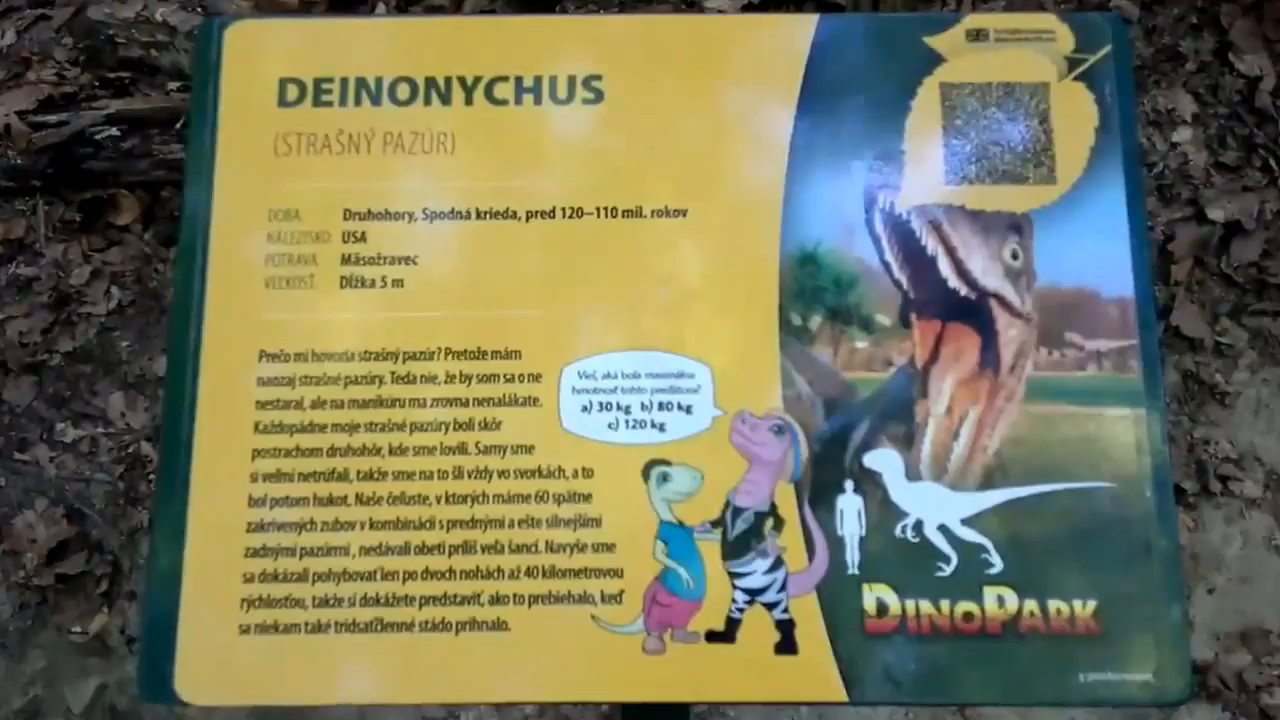 DEINONYCHUS
(STRAŠNÝ PAZÚR)
DOBA: Druhohory, Spodná krieda, pred 120–110 mil. rokov
NÁLEZISKO: USA
POTRAVA: Mäsožravec
VEĽKOSŤ: Dĺžka 5 m
Prečo mi hovoria strašný pazúr? Pretože mám
naozaj strašné pazúry. Teda nie, že by som sa o ne
nestaral, ale na manikúru ma zrovna nenalákate.
Každopádne moje strašné pazúry boli skôr
postrachom druhohôr, kde sme lovili. Samy sme
si veľmi netrúfali, takže sme na to šli vždy vo svorkách, a to
bol potom hukot. Naše čeľuste, v ktorých máme 60 spätne
zakrivených zubov v kombinácii s prednými a ešte silnejšími
zadnými pazúrmi, nedávali obeti príliš veľa šancí. Navyše sme
sa dokázali pohybovať len po dvoch nohách až 40 kilometrovou
rýchlosťou, takže si dokážete predstaviť, ako to prebiehalo, keď
sa niekam také tridsaťčlenné stádo prihnalo.
Vieš, aká bola maximálna
hmotnosť tohto predátora?
a) 30 kg b) 80 kg
c) 120 kg
DINOPARK